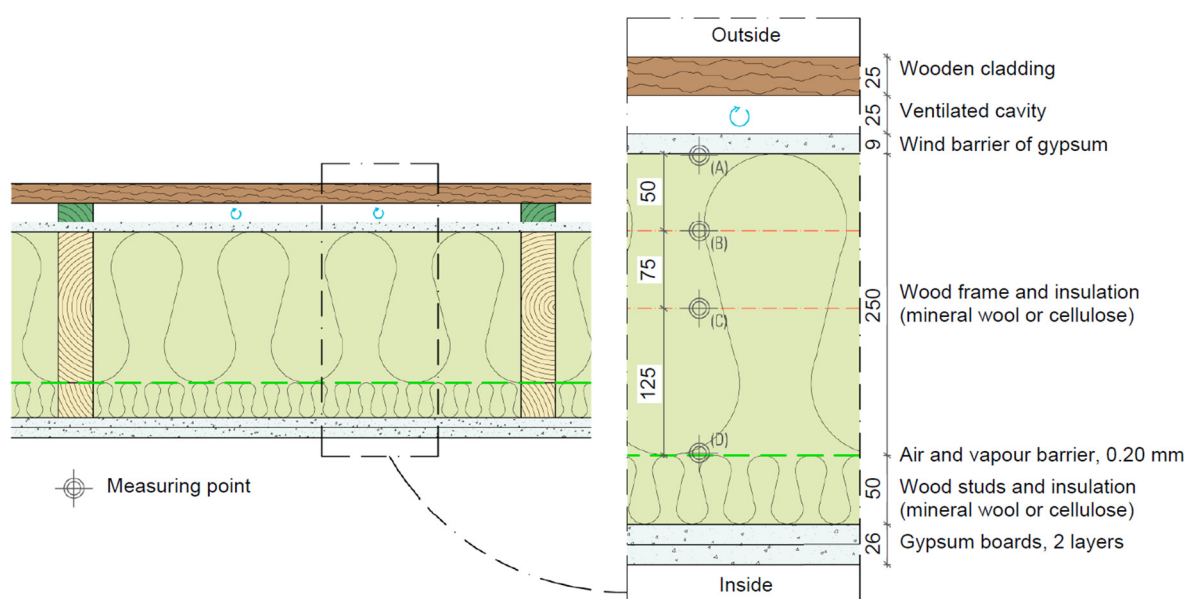 Outside
25
Wooden cladding
25
Ventilated cavity
9
Wind barrier of gypsum
(A)
50
(B)
75
(C)
250
Wood frame and insulation
(mineral wool or cellulose)
125
(D)
Air and vapour barrier, 0.20 mm
50
Wood studs and insulation
(mineral wool or cellulose)
26
Gypsum boards, 2 layers
Inside
Measuring point